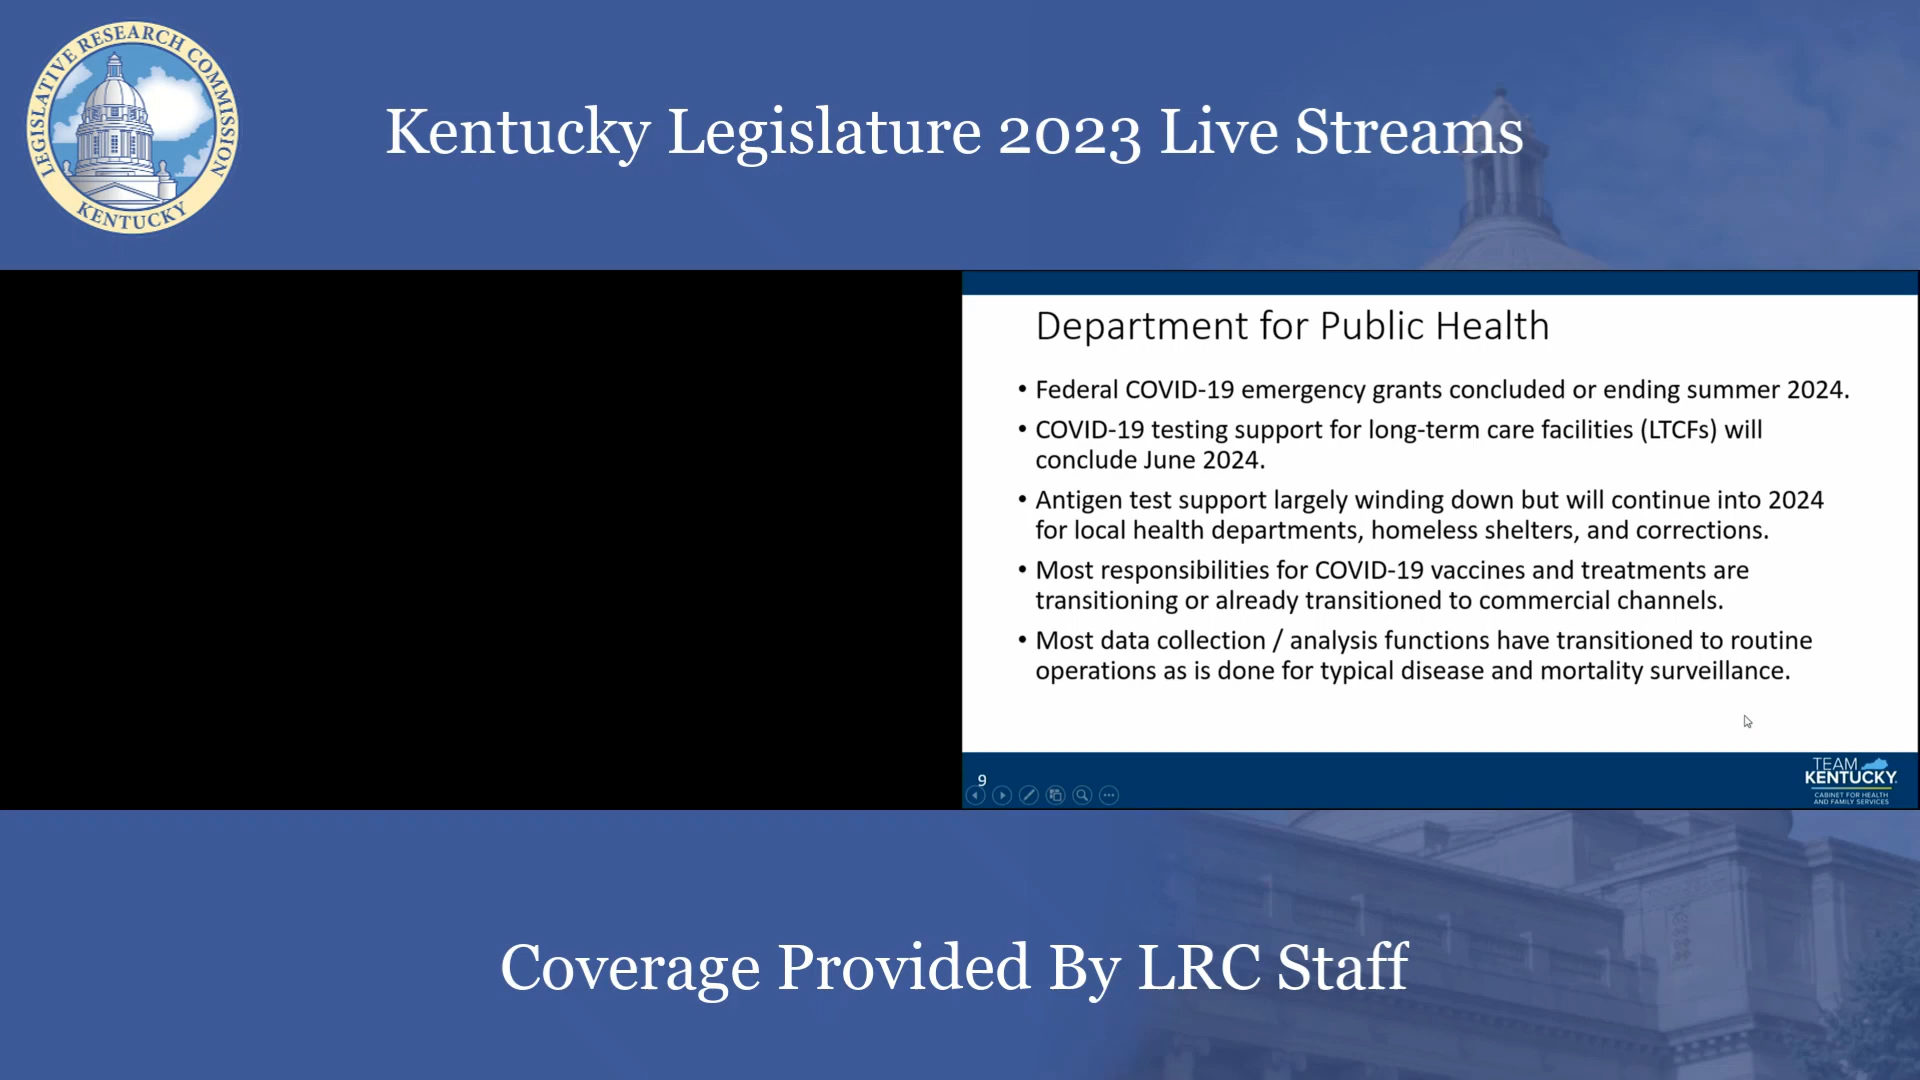 LEGISLATIVE RESEARCH COMMISSION
KENTUCKY
Kentucky Legislature 2023 Live Streams
Department for Public Health
• Federal COVID-19 emergency grants concluded or ending summer 2024.
• COVID-19 testing support for long-term care facilities (LTCFs) will
conclude June 2024.
• Antigen test support largely winding down but will continue into 2024
for local health departments, homeless shelters, and corrections.
• Most responsibilities for COVID-19 vaccines and treatments are
transitioning or already transitioned to commercial channels.
• Most data collection / analysis functions have transitioned to routine
operations as is done for typical disease and mortality surveillance.
9
TEAM
KENTUCKY
CABINET FOR HEALTH
AND FAMILY SERVICES
Coverage Provided By LRC Staff